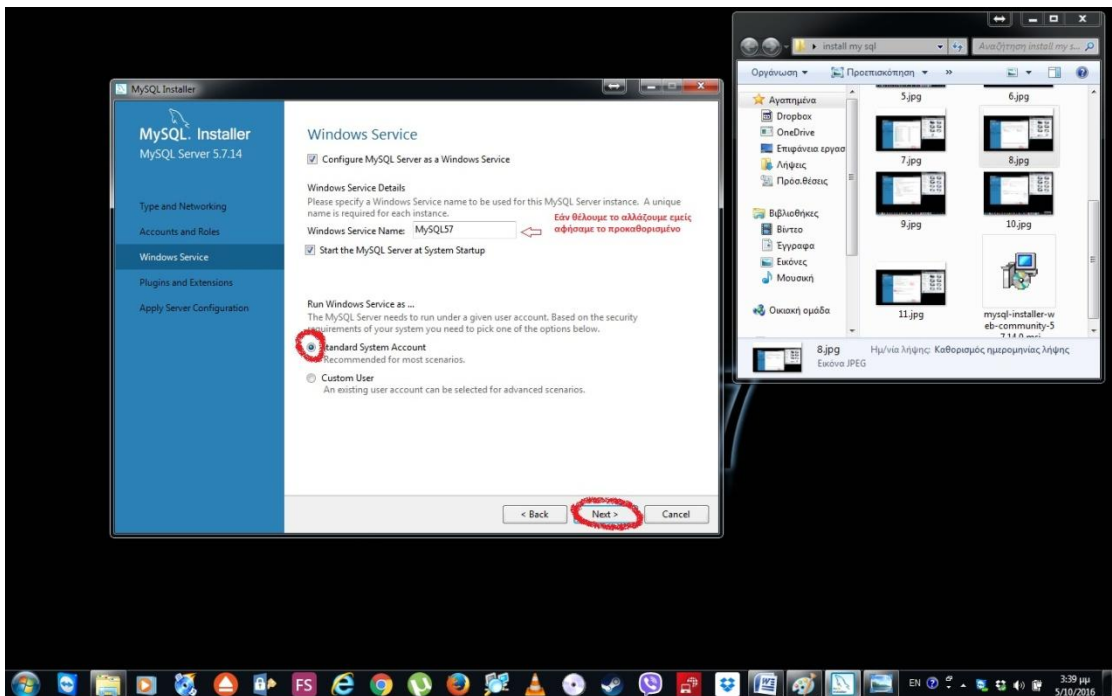 MySQL Installer
MySQL. Installer
MySQL Server 5.7.14
Type and Networking
Accounts and Roles
Windows Service
Plugins and Extensions
Apply Server Configuration
Windows Service
Configure MySQL Server as a Windows Service
Windows Service Details
Please specify a Windows Service name to be used for this MySQL Server instance. A unique
name is required for each instance.
Windows Service Name: MySQL57
Εάν θέλουμε το αλλάζουμε εμείς
αφήσαμε το προκαθορισμένο
Start the MySQL Server at System Startup
Run Windows Service as ...
The MySQL Server needs to run under a given user account. Based on the security
requirements of your system you need to pick one of the options below.
Standard System Account
Recommended for most scenarios.
Custom User
An existing user account can be selected for advanced scenarios.
< Back
Next >
Cancel
install my sql
Αναζήτηση install my s...
Οργάνωση
Προεπισκόπηση
»
Αγαπημένα
Dropbox
OneDrive
Επιφάνεια εργασ
Λήψεις
Πρόσ.θέσεις
Βιβλιοθήκες
Βίντεο
Έγγραφα
Εικόνες
Μουσική
Οικιακή ομάδα
5.jpg
6.jpg
7.jpg
8.jpg
9.jpg
10.jpg
11.jpg
mysql-installer-w
eb-community-5
8.jpg
Ημ/νία λήψης: Καθορισμός ημερομηνίας λήψης
Εικόνα JPEG
FS
EN
3:39 μμ
5/10/2016